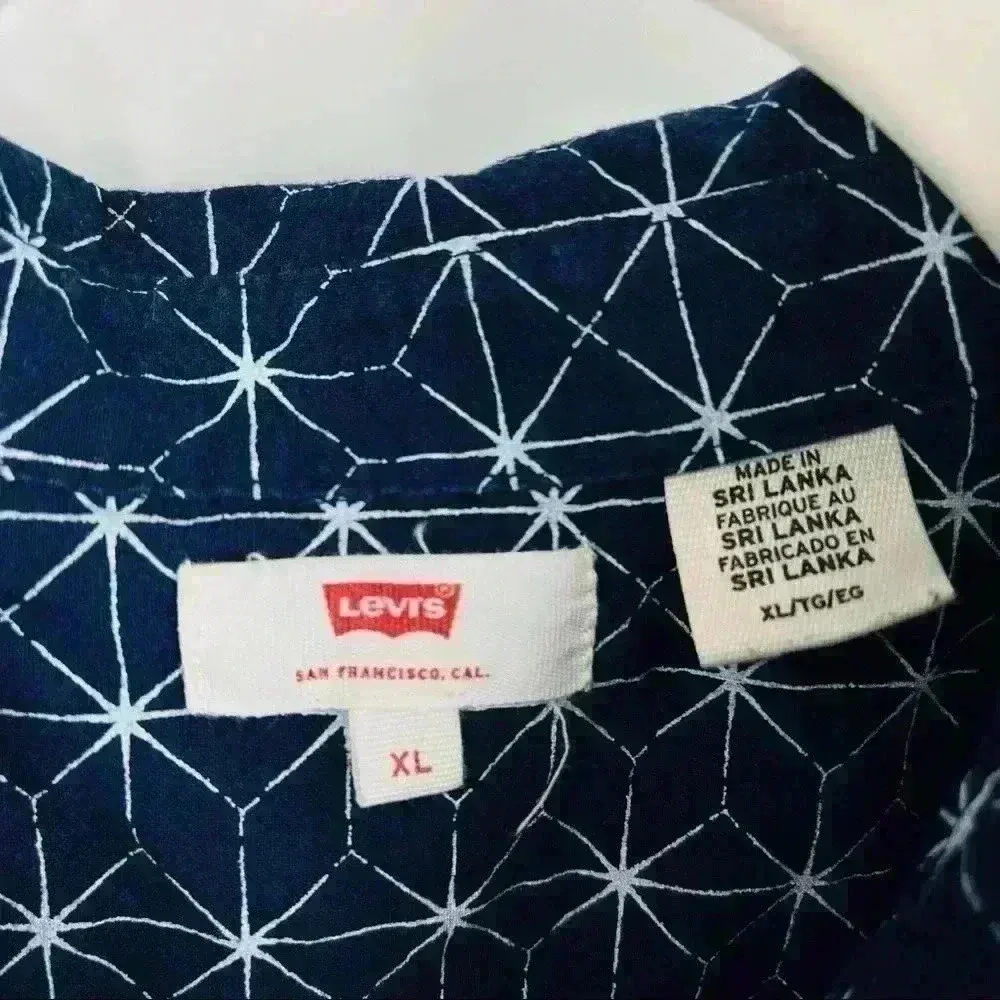 LEVI'S®
SAN FRANCISCO, CAL.
XL
MADE IN
SRI LANKA
FABRIQUE AU
SRI LANKA
FABRICADO EN
SRI LANKA
XL/TG/EG